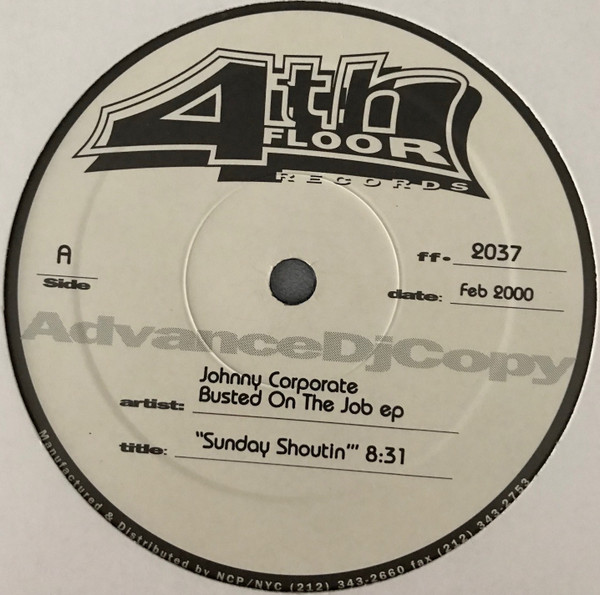 4th
FLOOR
RECORDS
A
Side
ff. 2037
date: Feb 2000
AdvanceDjCopy
Johnny Corporate
artist: Busted On The Job ep
title: "Sunday Shoutin'" 8:31
Manufactured & Distributed by NCP/NYC (212) 343-2660 fax (212) 343-2753